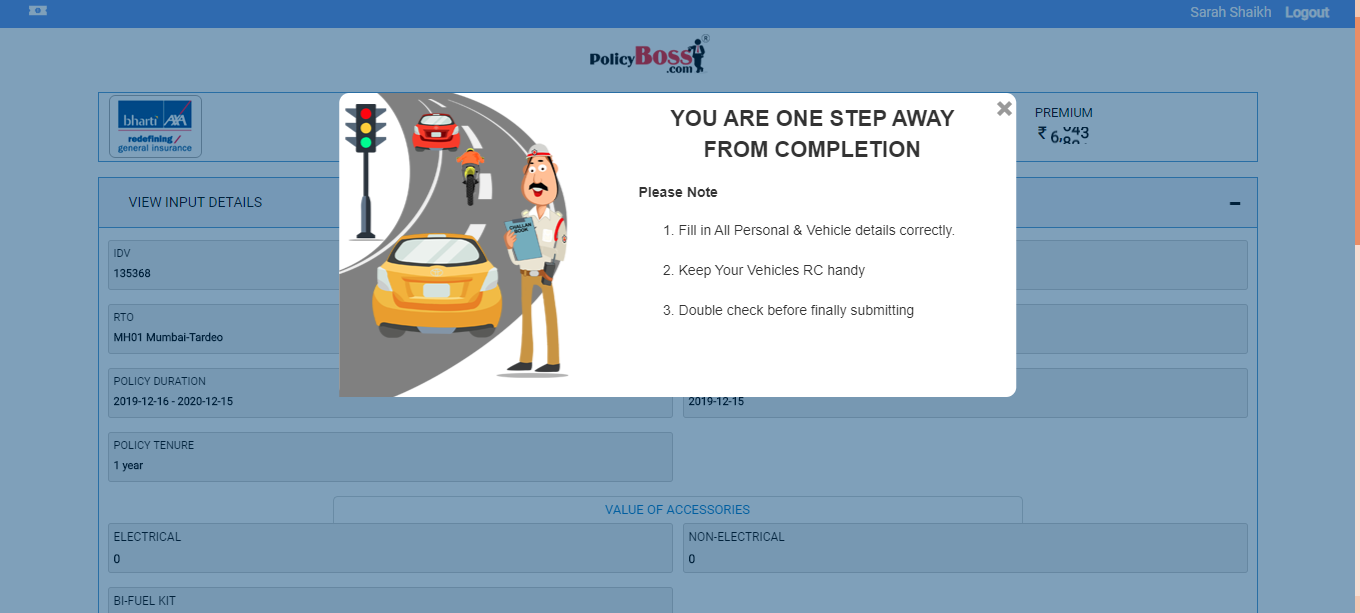 Sarah Shaikh Logout
PolicyBoss
.com
bharti AXA
redefining /
general insurance
YOU ARE ONE STEP AWAY
FROM COMPLETION
PREMIUM
₹
VIEW INPUT DETAILS
Please Note
1. Fill in All Personal & Vehicle details correctly.
2. Keep Your Vehicles RC handy
3. Double check before finally submitting
CHALLAN
BOOK
IDV
135368
RTO
MH01 Mumbai-Tardeo
POLICY DURATION
2019-12-16 - 2020-12-15
2019-12-15
POLICY TENURE
1 year
VALUE OF ACCESSORIES
ELECTRICAL
0
NON-ELECTRICAL
0
BI-FUEL KIT